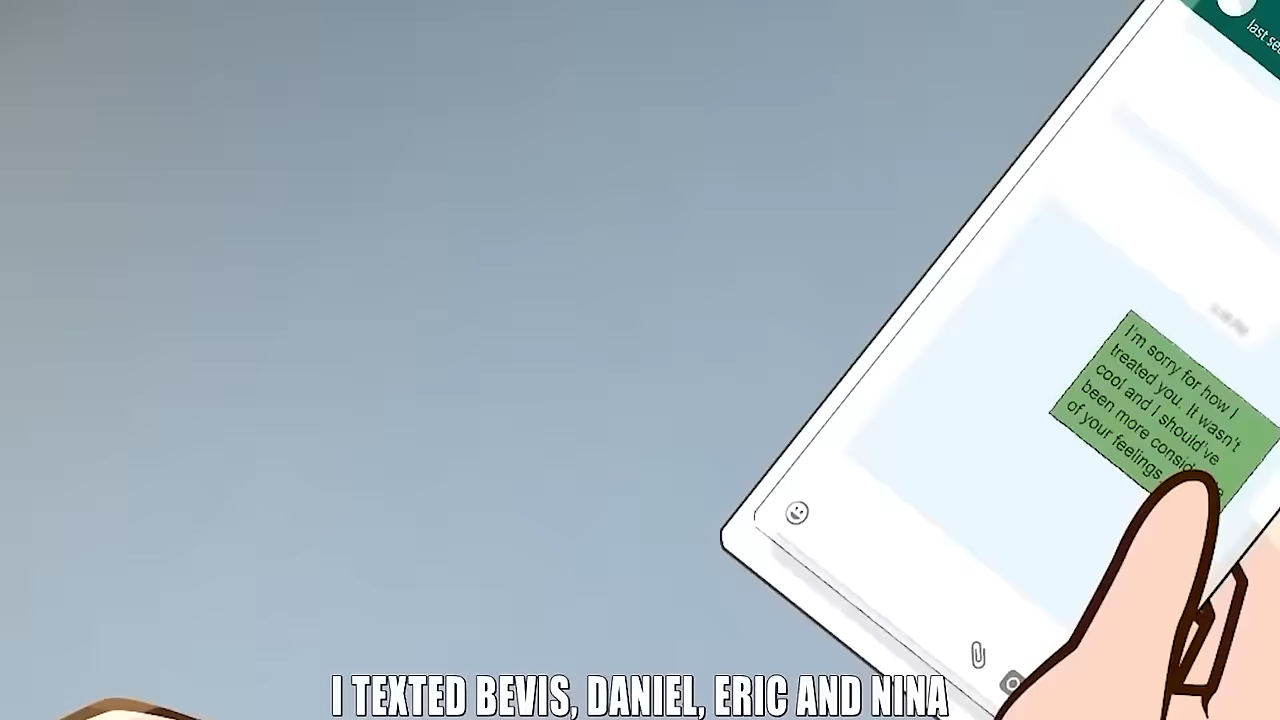 last
I'm sorry for how I
treated you. It wasn't
cool and I should've
been more
of your feelings
I TEXTED BEVIS, DANIEL, ERIC AND NINA